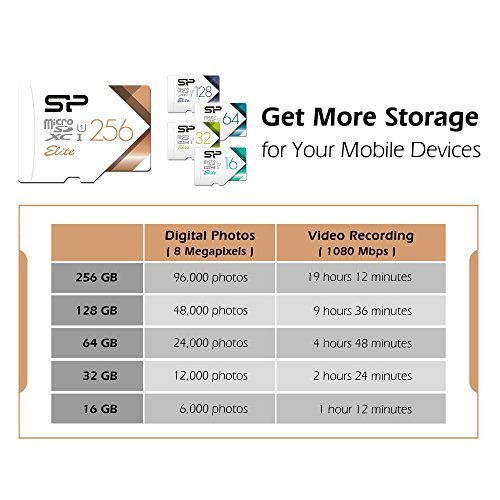 SP
micro
SD
XC I
U1
256
Elite
SP
128
SP
64
SP
32
Elite
SP
16
Get More Storage
for Your Mobile Devices
Digital Photos
( 8 Megapixels )
Video Recording
( 1080 Mbps )
256 GB 96,000 photos 19 hours 12 minutes
128 GB 48,000 photos 9 hours 36 minutes
64 GB 24,000 photos 4 hours 48 minutes
32 GB 12,000 photos 2 hours 24 minutes
16 GB 6,000 photos 1 hour 12 minutes